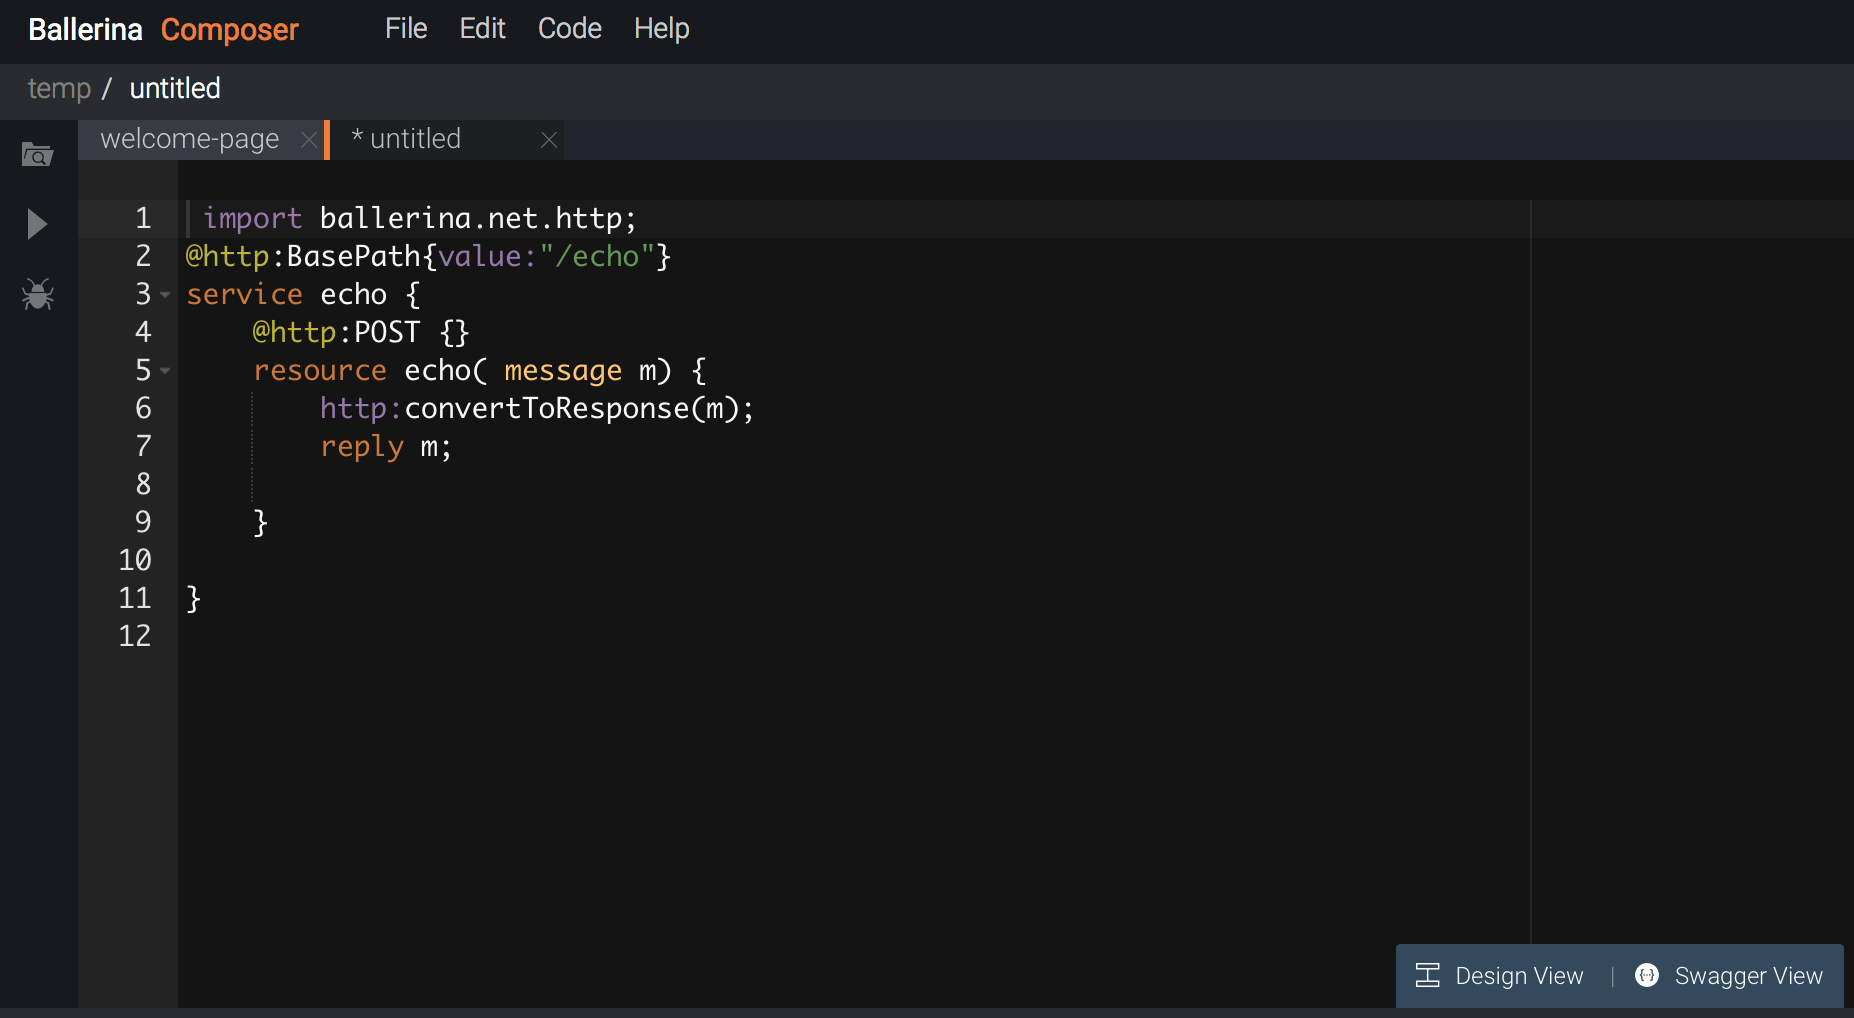 Ballerina Composer File Edit Code Help
temp / untitled
welcome-page * untitled
1 import ballerina.net.http;
2 @http:BasePath{value:"/echo"}
3 service echo {
4 @http:POST {}
5 resource echo( message m) {
6 http:convertToResponse(m);
7 reply m;
8
9 }
10
11 }
12
Design View | Swagger View